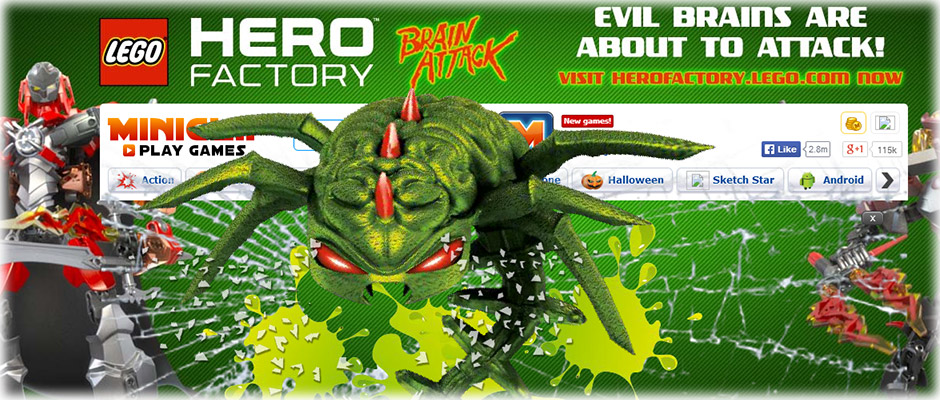 LEGO
HERO
FACTORY™
BRAIN
ATTACK
EVIL BRAINS ARE
ABOUT TO ATTACK!
VISIT HEROFACTORY.LEGO.COM NOW
PLAY GAMES
New games!
Like 2.8m
g+1 115k
Action
Halloween
Sketch Star
Android
x